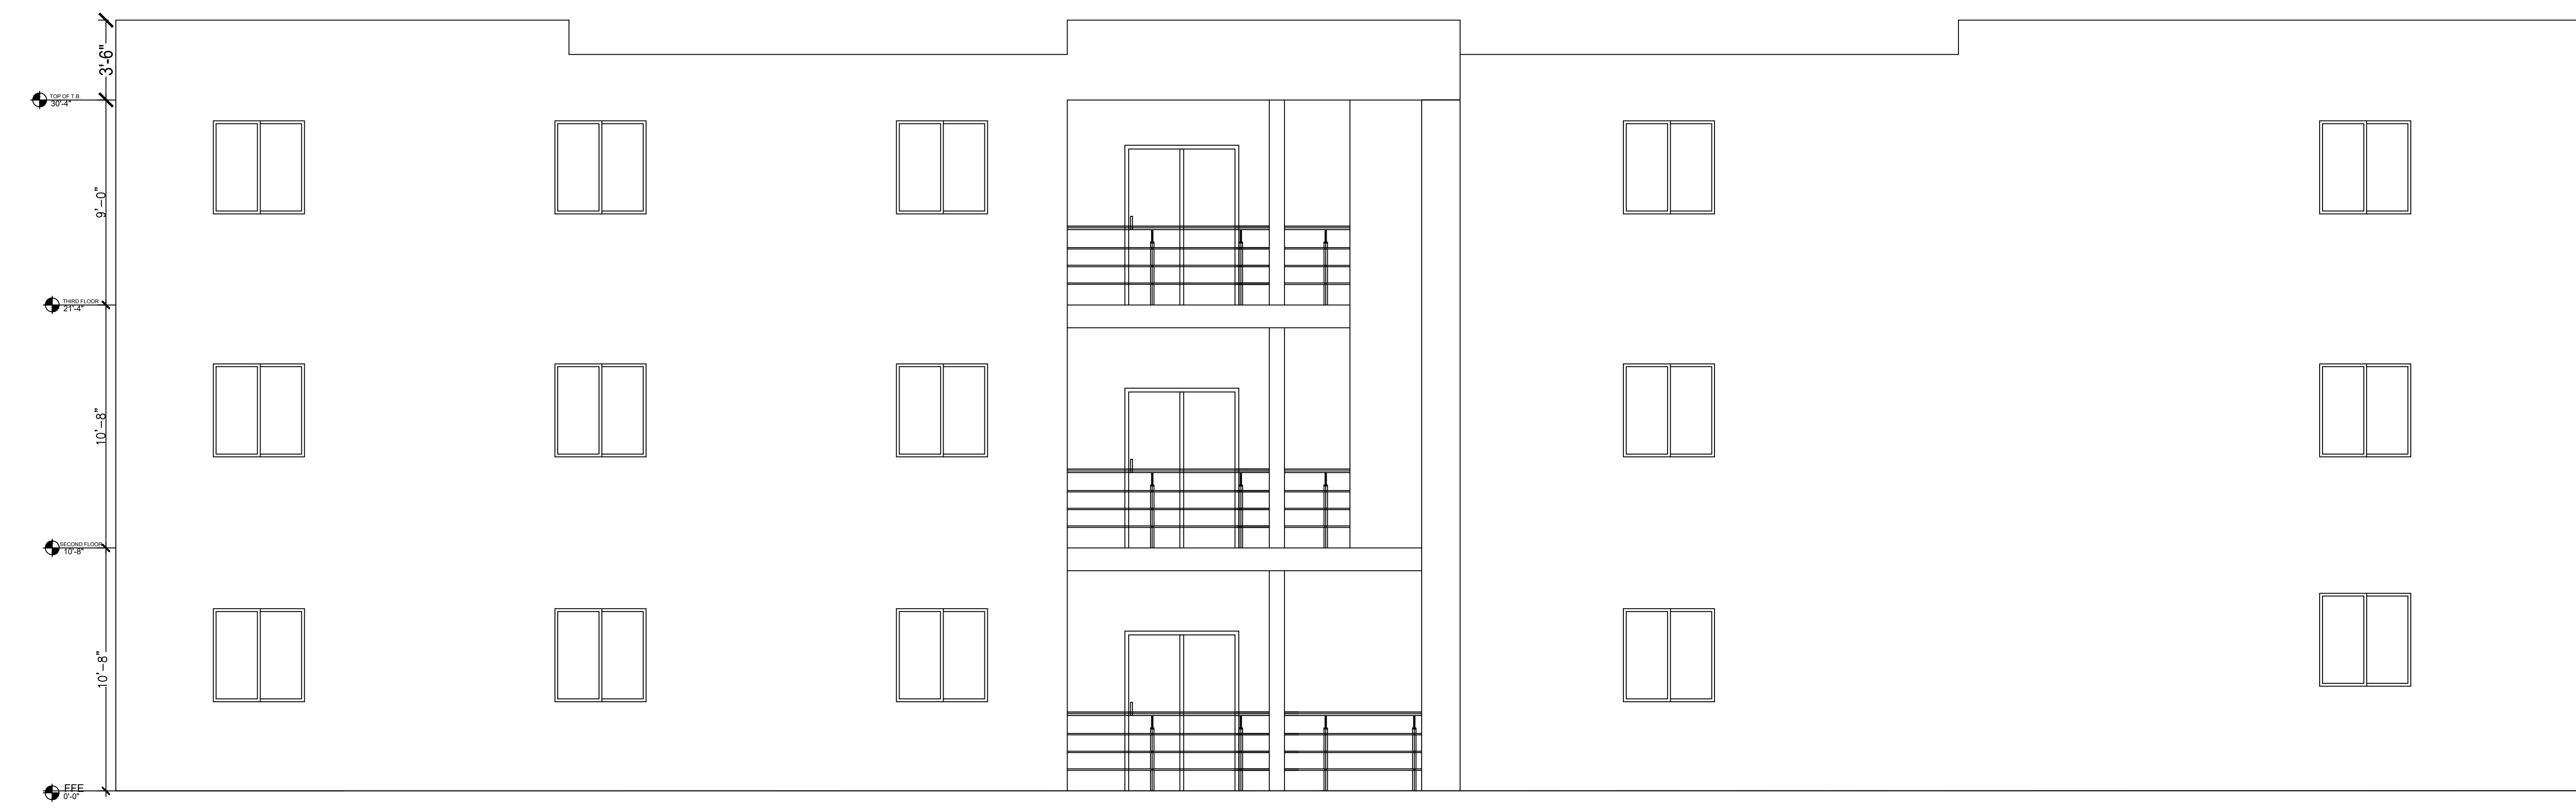 3'-6"
TOP OF T.B.
30'-4"
9'-0"
THIRD FLOOR
21'-4"
10'-8"
SECOND FLOOR
10'-8"
10'-8"
FFE
0'-0"